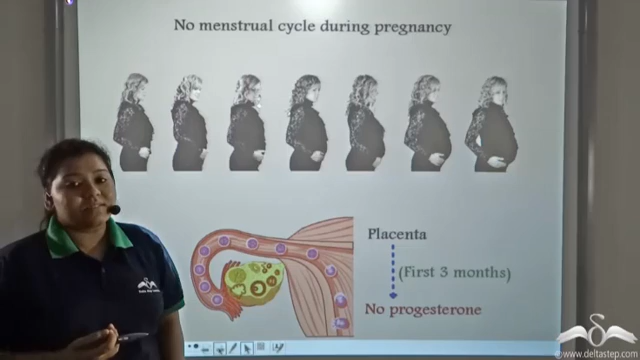 No menstrual cycle during pregnancy
Placenta
(First 3 months)
No progesterone
©www.deltastep.com